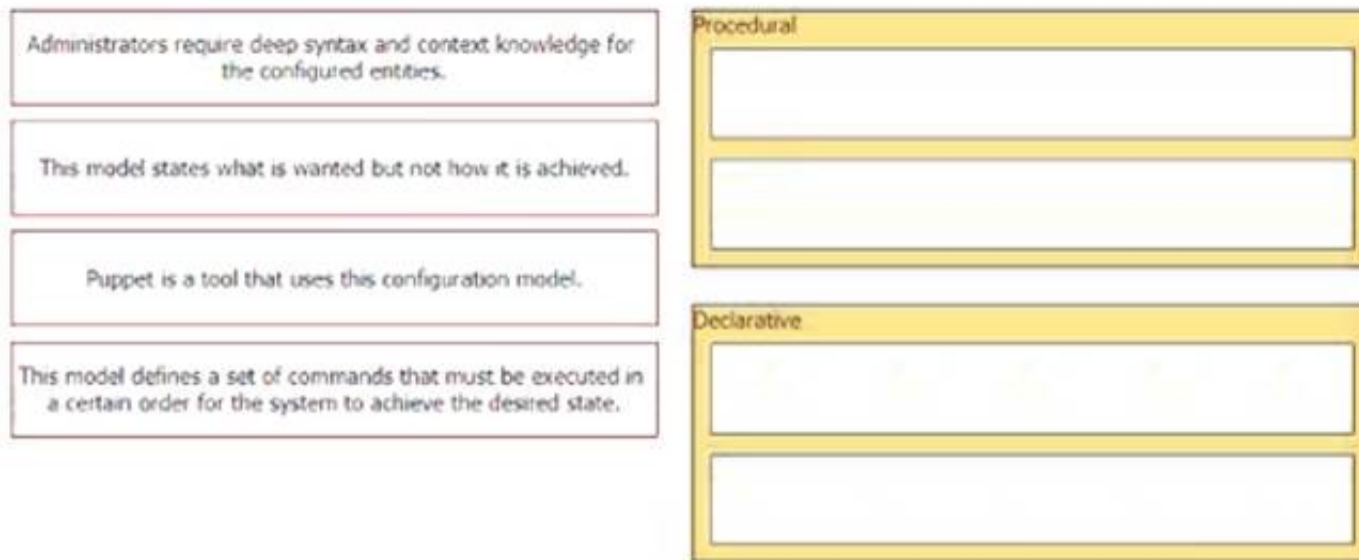 Administrators require deep syntax and context knowledge for
the configured entities.
This model states what is wanted but not how it is achieved.
Puppet is a tool that uses this configuration model.
This model defines a set of commands that must be executed in
a certain order for the system to achieve the desired state.
Procedural
Declarative